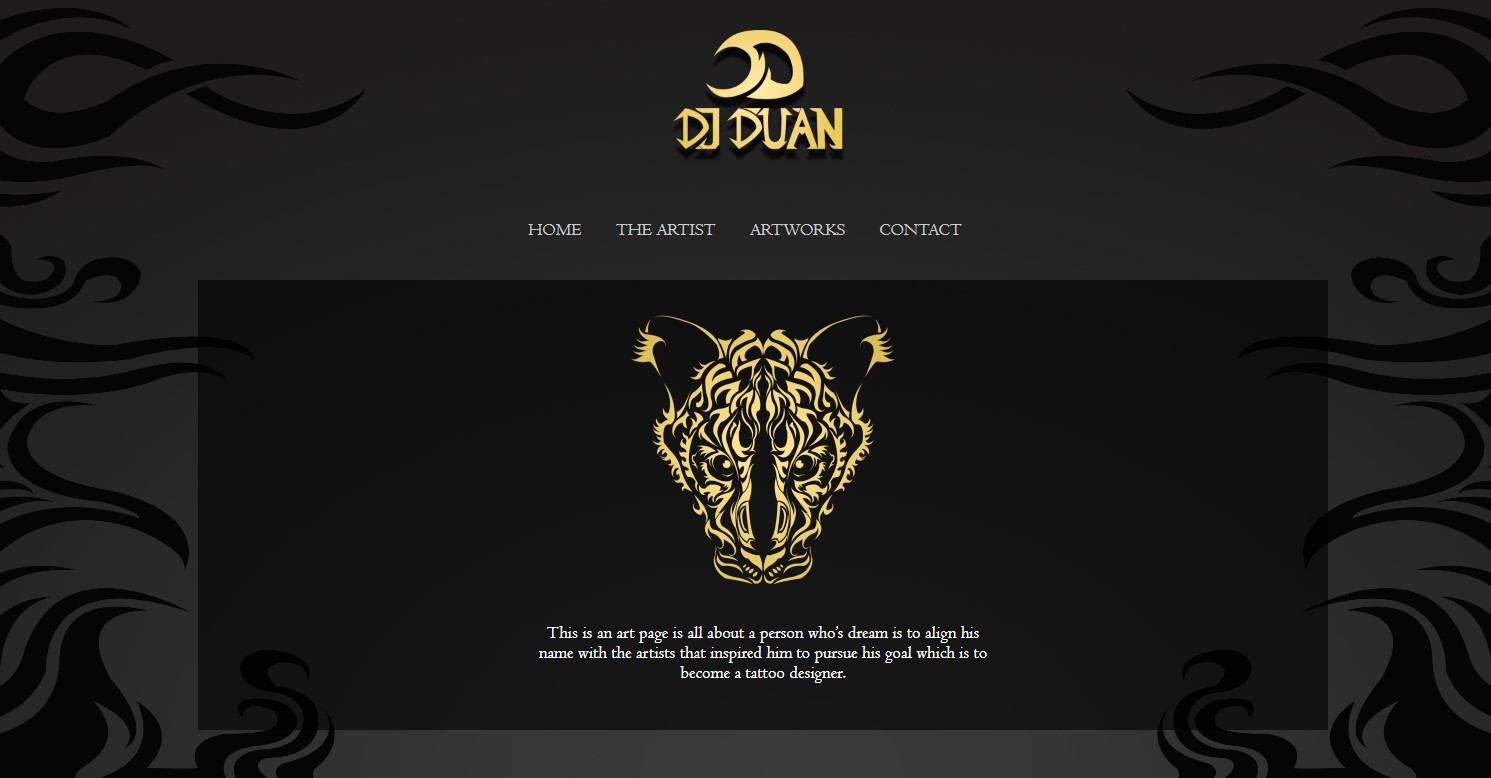 DJ DUAN
HOME THE ARTIST ARTWORKS CONTACT
This is an art page is all about a person who's dream is to align his
name with the artists that inspired him to pursue his goal which is to
become a tattoo designer.